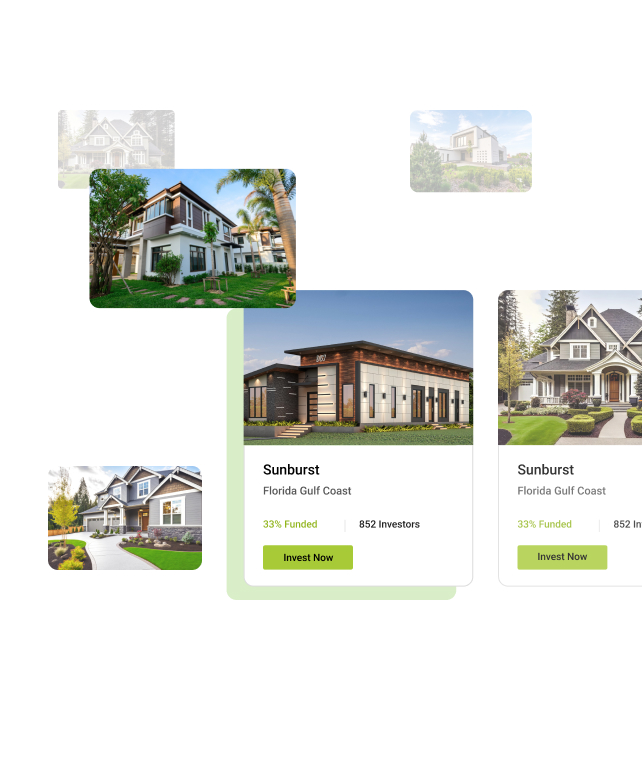 Sunburst
Florida Gulf Coast
33% Funded
852 Investors
Invest Now
Sunburst
Florida Gulf Coast
33% Funded
852 In
Invest Now